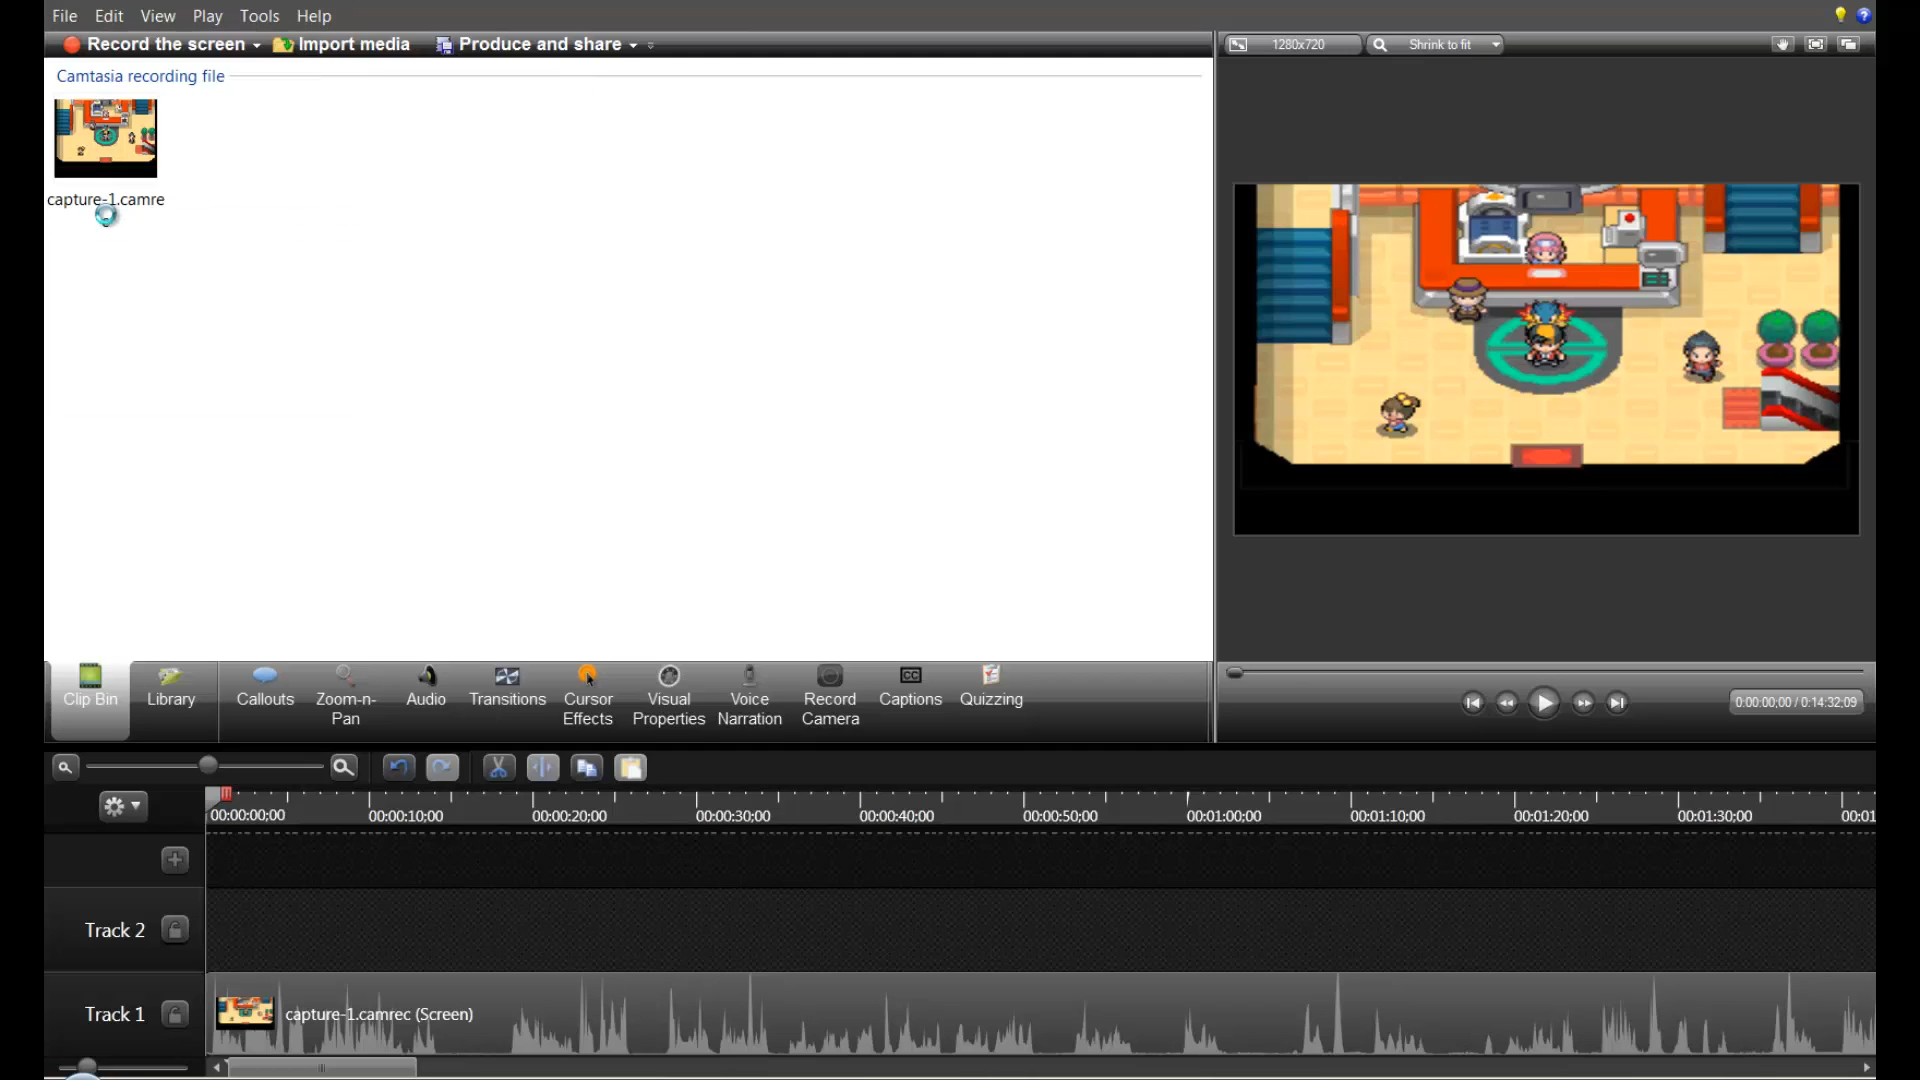 File Edit View Play Tools Help
Record the screen Import media Produce and share 1280x720 Shrink to fit
Camtasia recording file
capture-1.camre
Clip Bin Library Callouts Zoom-n-Pan Audio Transitions Cursor Effects Visual Properties Voice Narration Record Camera Captions Quizzing
0:00:00;00 / 0:14:32;09
00:00:00;00 00:00:10;00 00:00:20;00 00:00:30;00 00:00:40;00 00:00:50;00 00:01:00;00 00:01:10;00 00:01:20;00 00:01:30;00 00:01
Track 2
Track 1 capture-1.camrec (Screen)